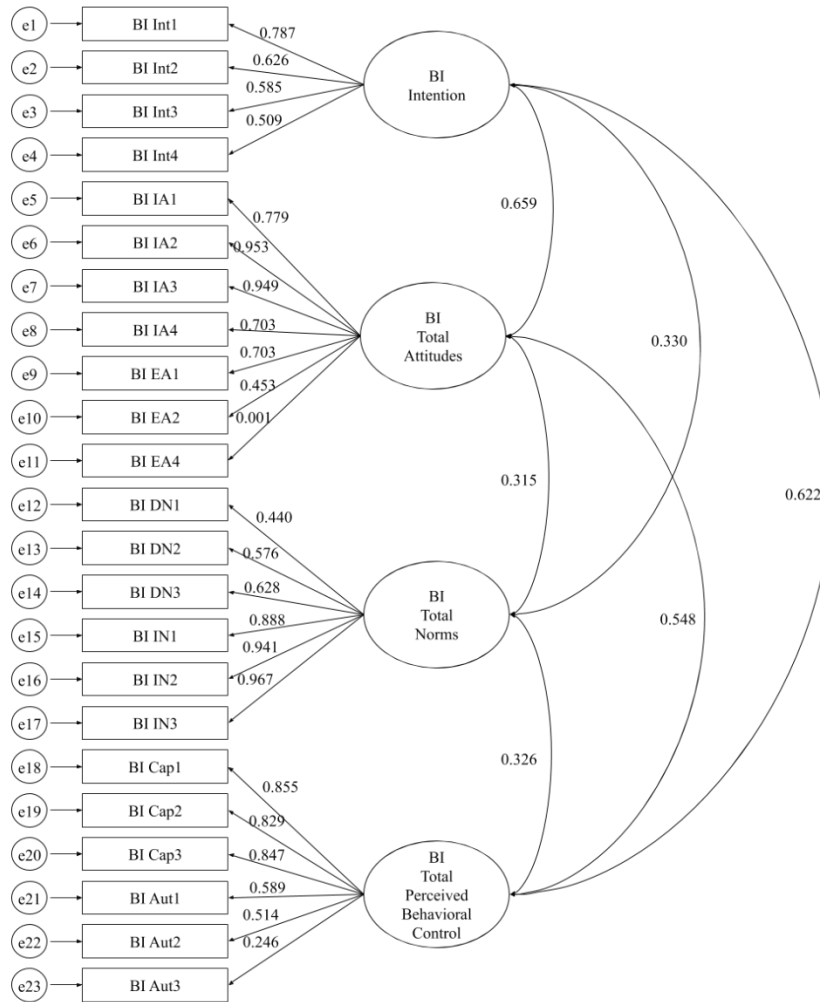 e1
BI Int1
0.787
e2
BI Int2
0.626
e3
BI Int3
0.585
e4
BI Int4
0.509
BI
Intention
e5
BI IA1
0.779
e6
BI IA2
0.953
e7
BI IA3
0.949
e8
BI IA4
0.703
e9
BI EA1
0.703
e10
BI EA2
0.453
e11
BI EA4
0.001
BI
Total
Attitudes
e12
BI DN1
0.440
e13
BI DN2
0.576
e14
BI DN3
0.628
e15
BI IN1
0.888
e16
BI IN2
0.941
e17
BI IN3
0.967
BI
Total
Norms
e18
BI Cap1
0.855
e19
BI Cap2
0.829
e20
BI Cap3
0.847
e21
BI Aut1
0.589
e22
BI Aut2
0.514
e23
BI Aut3
0.246
BI
Total
Perceived
Behavioral
Control
0.659
0.330
0.315
0.622
0.548
0.326